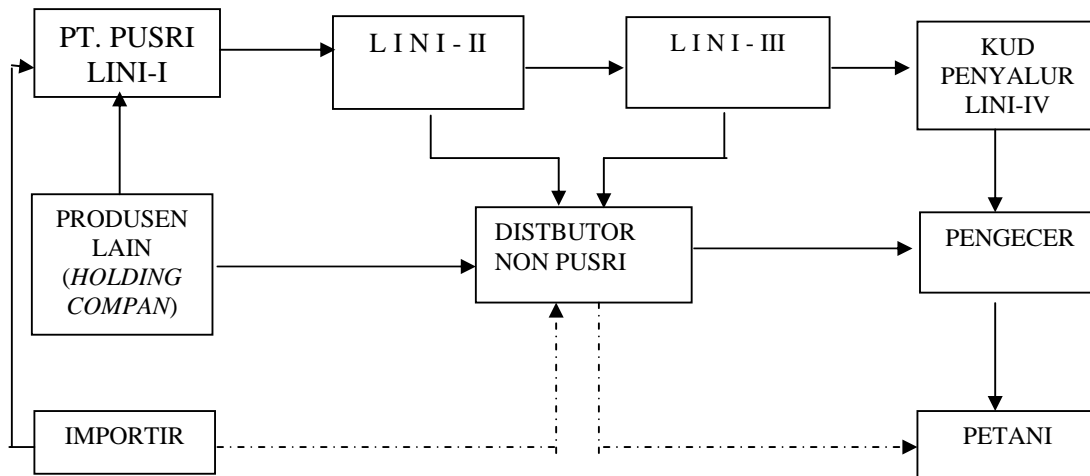 PT. PUSRI
LINI-I
L I N I - II
L I N I - III
KUD
PENYALUR
LINI-IV
PRODUSEN
LAIN
(HOLDING
COMPAN)
DISTBUTOR
NON PUSRI
PENGECER
IMPORTIR
PETANI